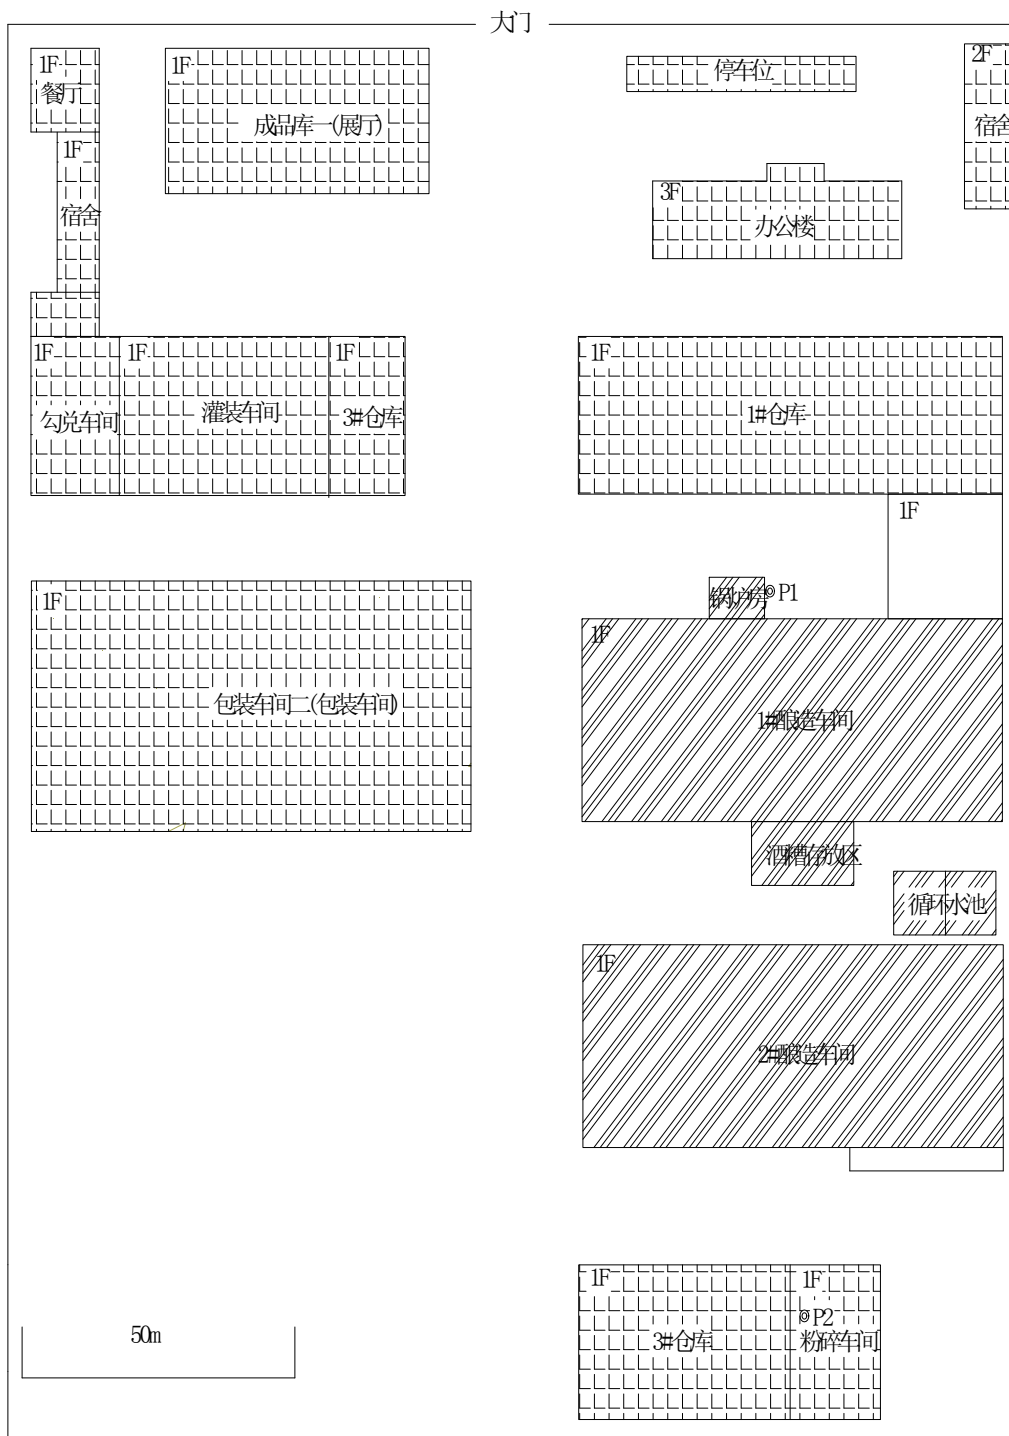 大门
1F
餐厅
1F
成品库一(展厅)
停车位
2F
宿舍
1F
宿舍
3F
办公楼
1F
勾兑车间
1F
灌装车间
1F
3#仓库
1F
1#仓库
1F
1F
包装车间二(包装车间)
锅炉房
P1
1F
1#酿造车间
酒糟存放区
循环水池
1F
2#酿造车间
1F
3#仓库
1F
P2
粉碎车间
50m